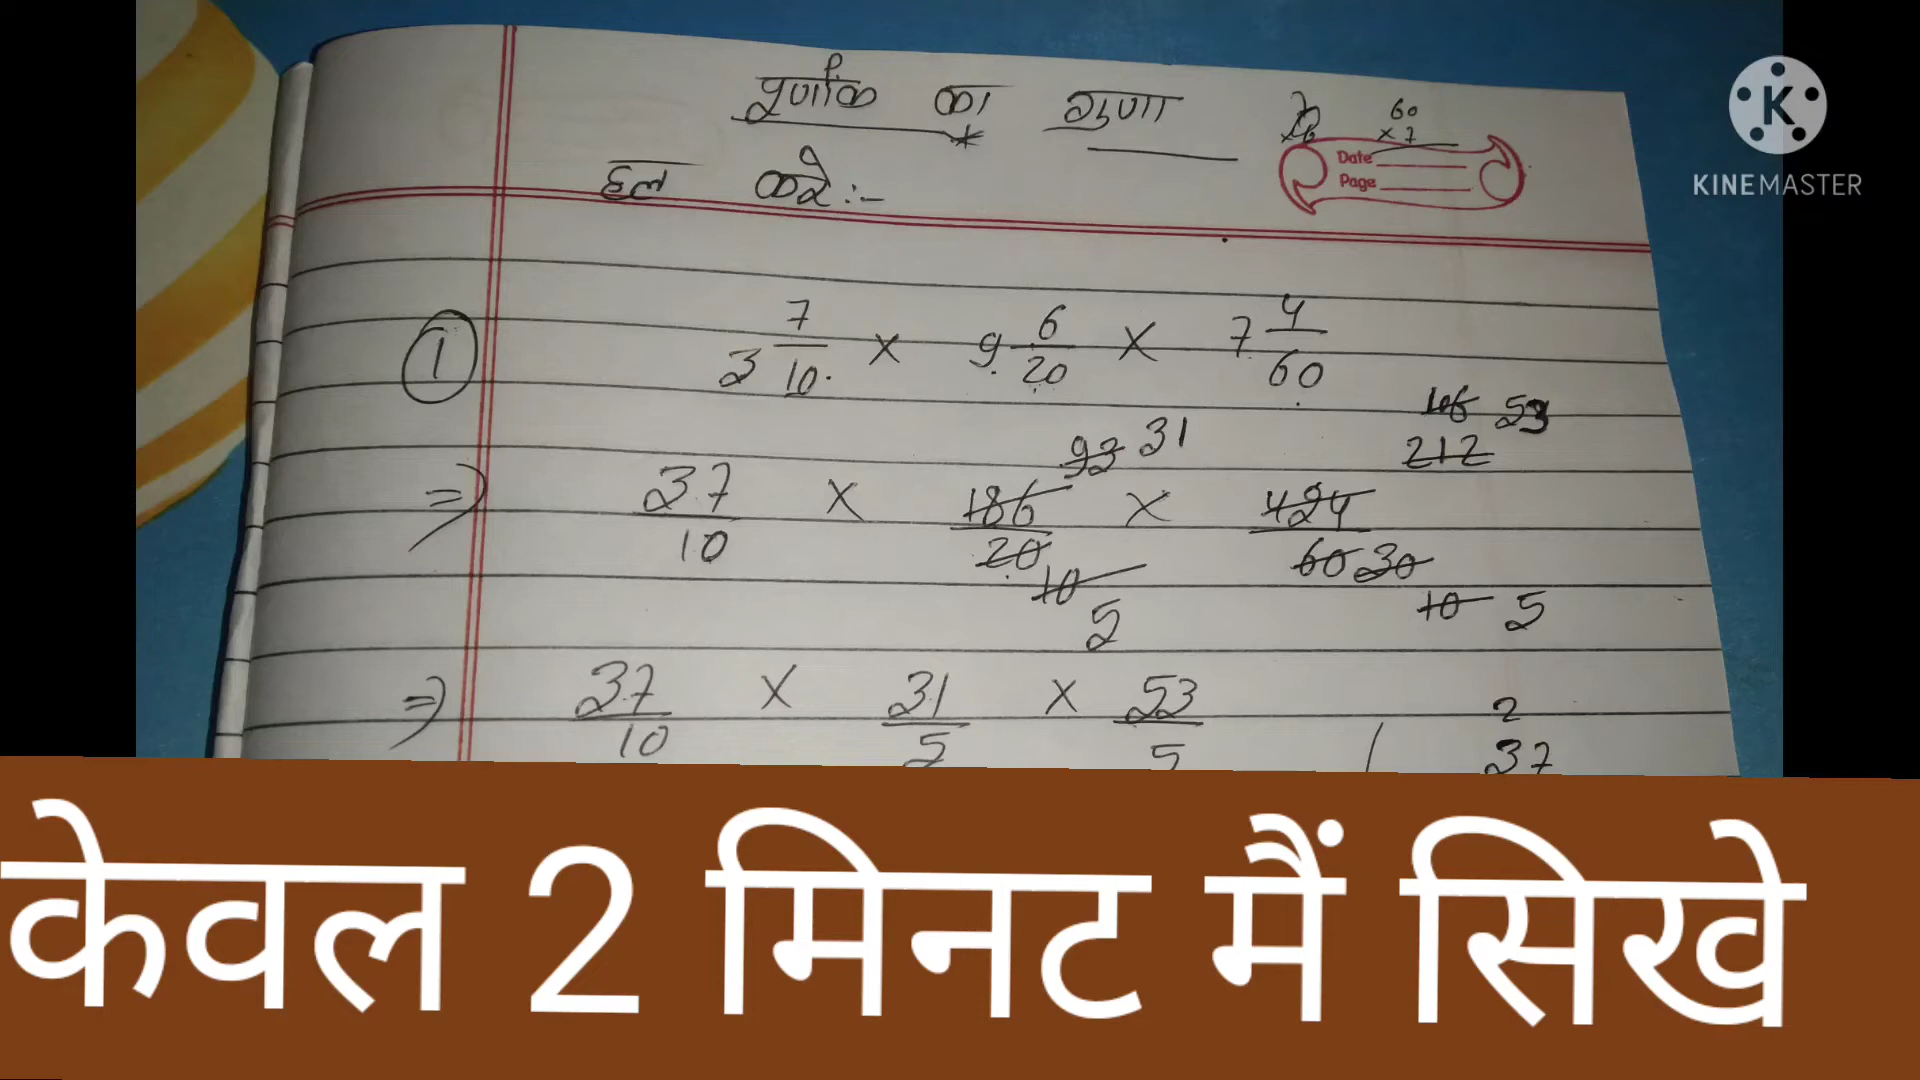 पूर्णांक का गुणा
60
× 7
Date
Page
KINEMASTER
हल करे :-
① 3 7/10 × 9 6/20 × 7 4/60
106 53
93 31 212
=> 37/10 × 186/20 × 424/60 30
10 5 10 5
=> 37/10 × 31/5 × 53/5
2
37
केवल 2 मिनट मैं सिखे